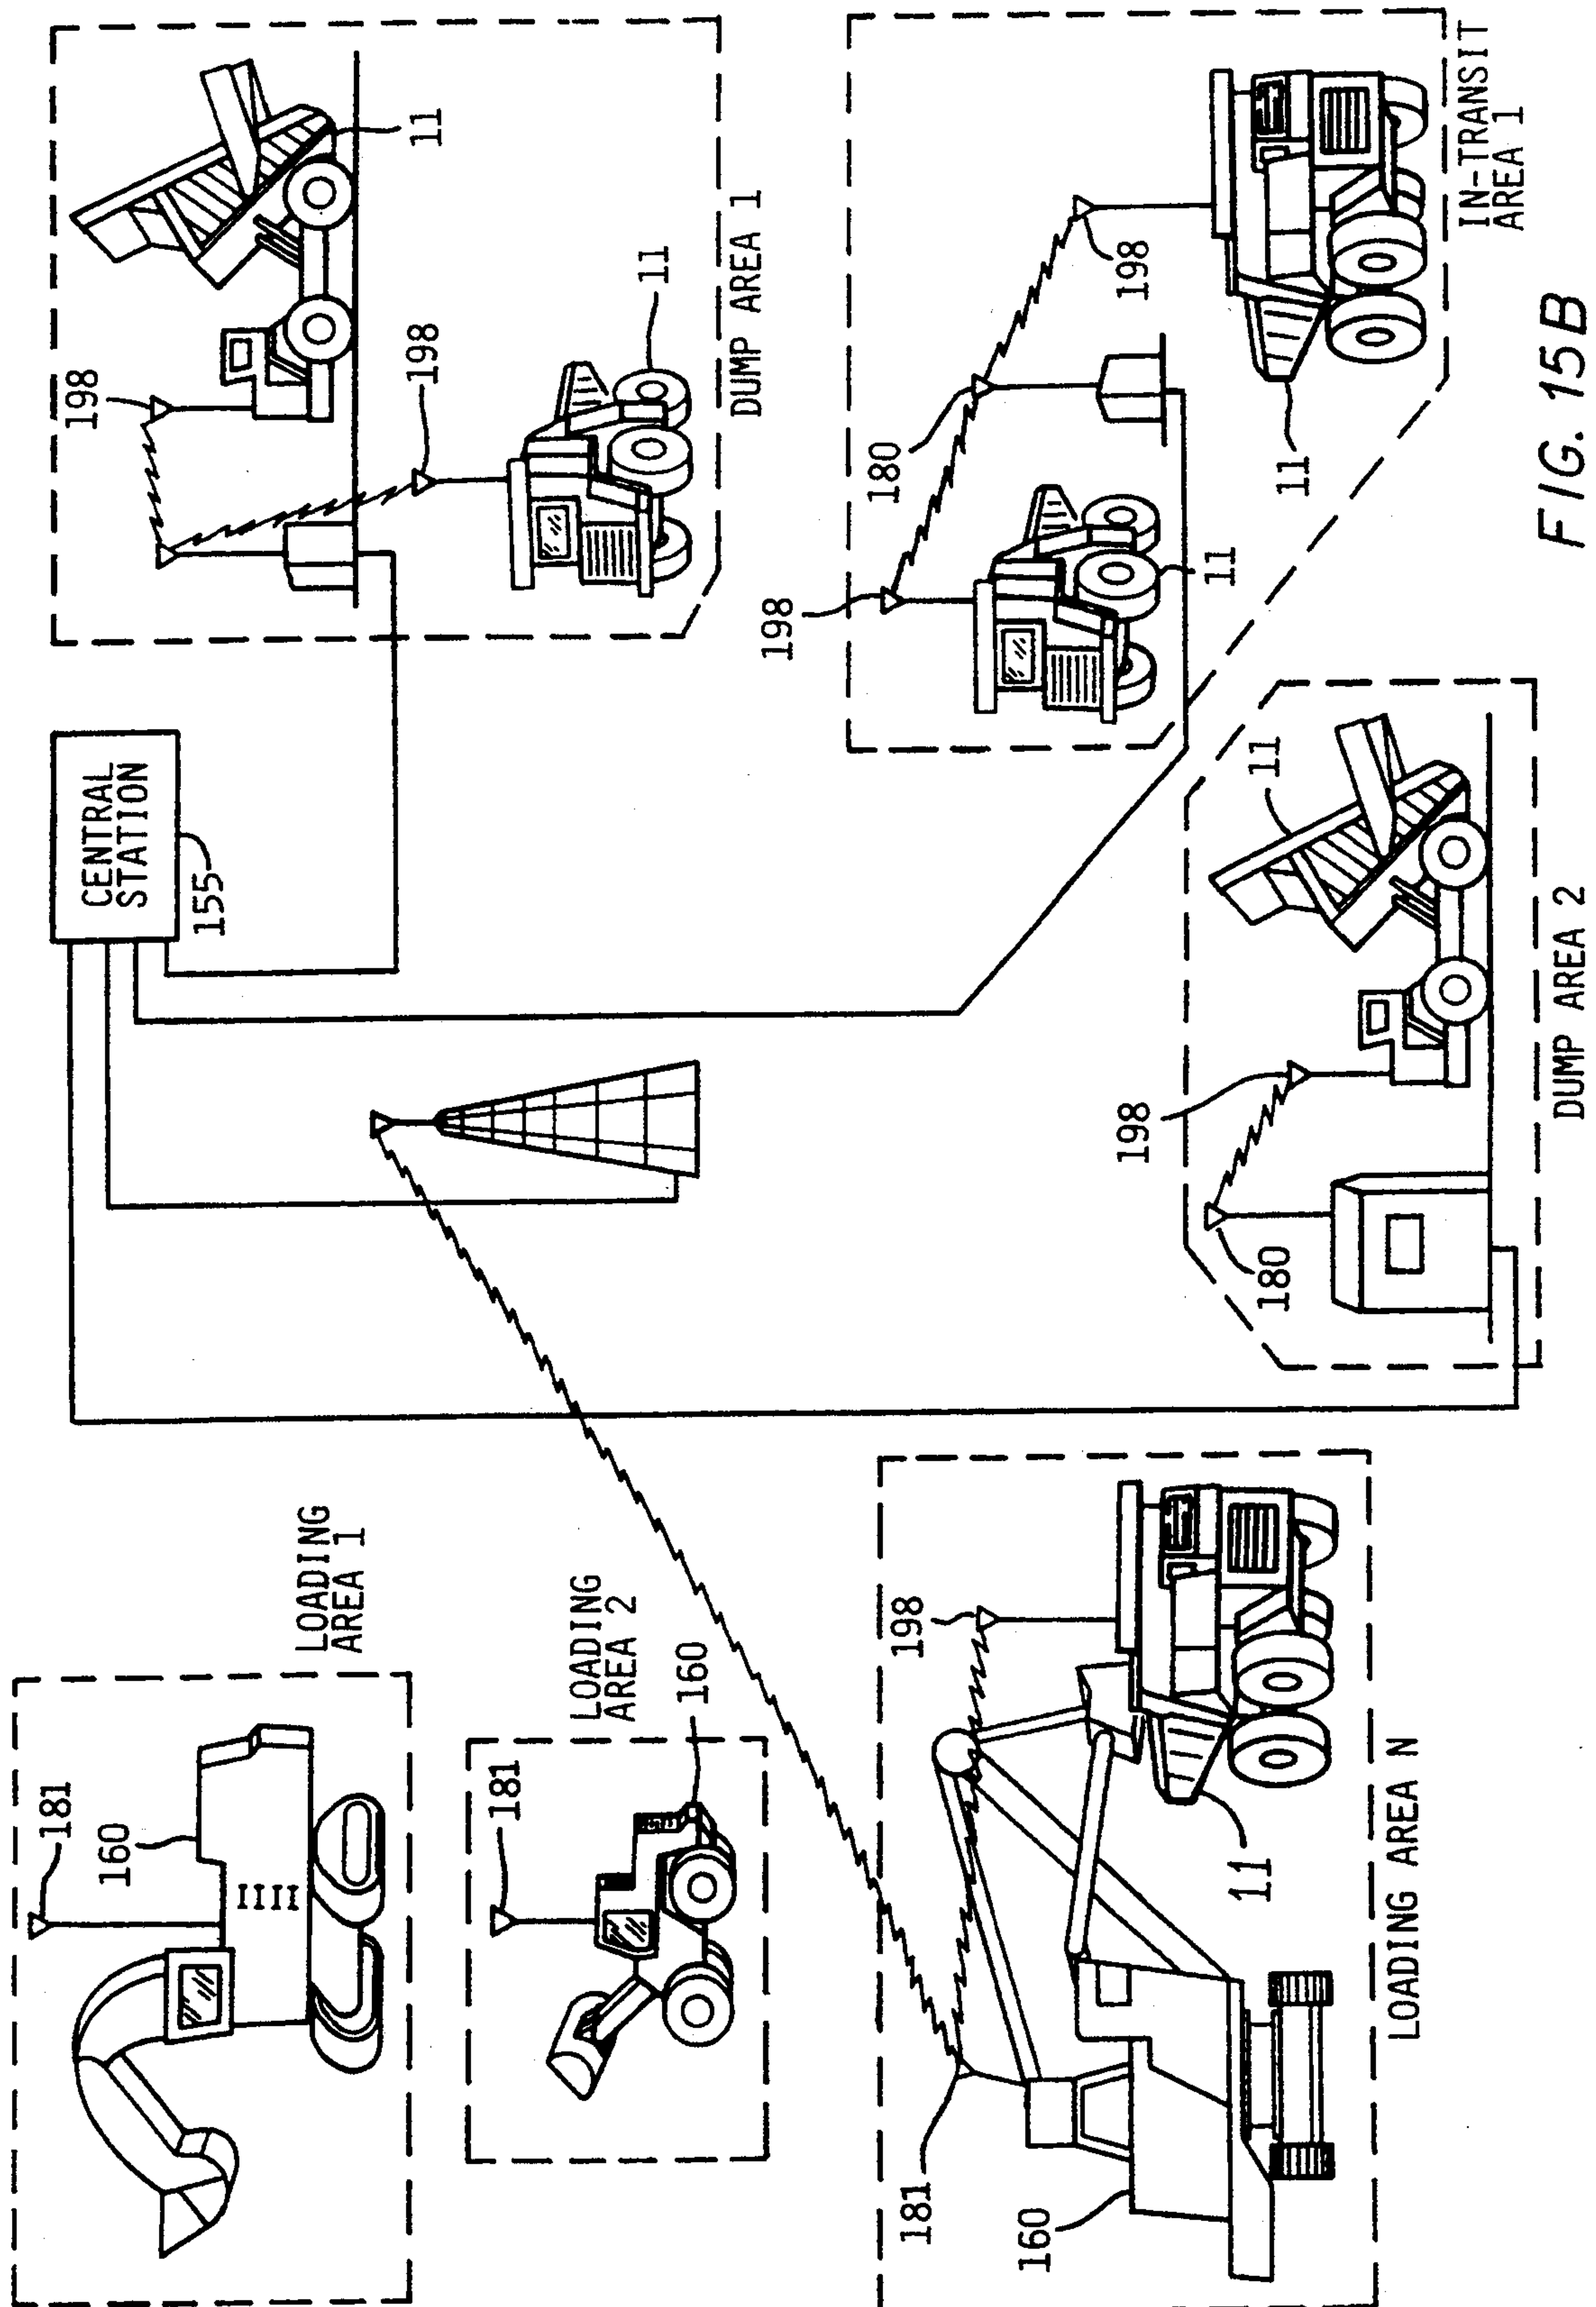 181
160
LOADING
AREA 1
181
LOADING
AREA 2
160
181
160
198
11
LOADING AREA N
CENTRAL
STATION
155
180
198
11
DUMP AREA 2
198
198
11
11
DUMP AREA 1
198
180
198
11
11
IN-TRANSIT
AREA 1
FIG. 15B